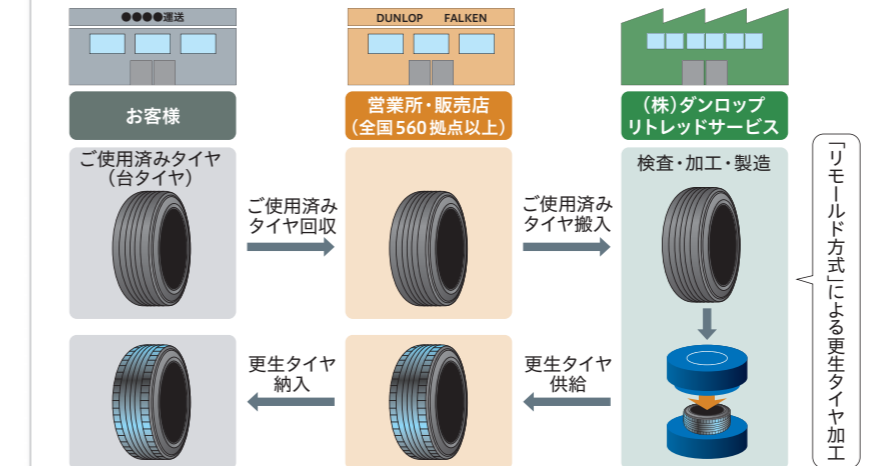 ●●●●運送
DUNLOP FALKEN
お客様
営業所・販売店
(全国560拠点以上)
(株)ダンロップ
リトレッドサービス
ご使用済みタイヤ
(台タイヤ)
ご使用済み
タイヤ回収
ご使用済み
タイヤ搬入
検査・加工・製造
更生タイヤ
納入
更生タイヤ
供給
「リモールド方式」による更生タイヤ加工